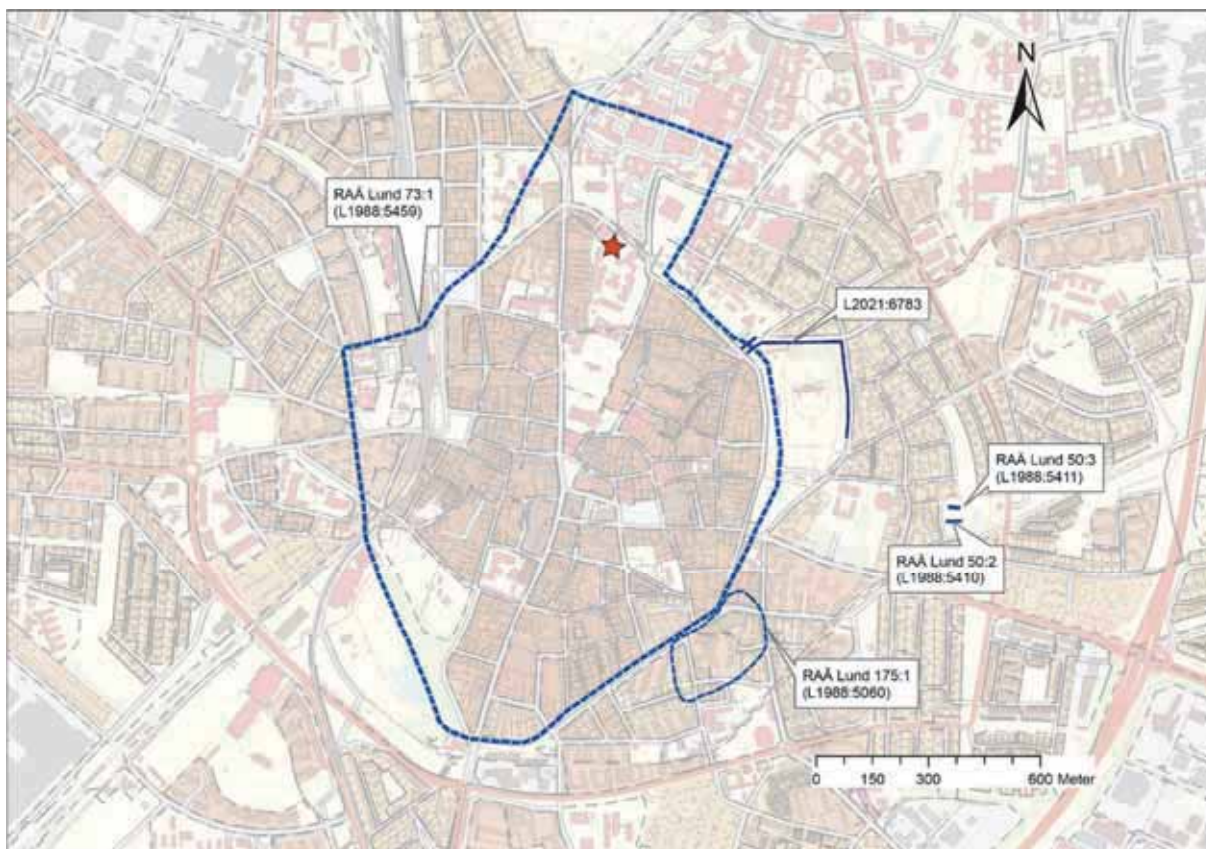 N
RAÄ Lund 73:1
(L1988:5459)
L2021:6783
RAÄ Lund 50:3
(L1988:5411)
RAÄ Lund 50:2
(L1988:5410)
RAÄ Lund 175:1
(L1988:5060)
0 150 300 600 Meter